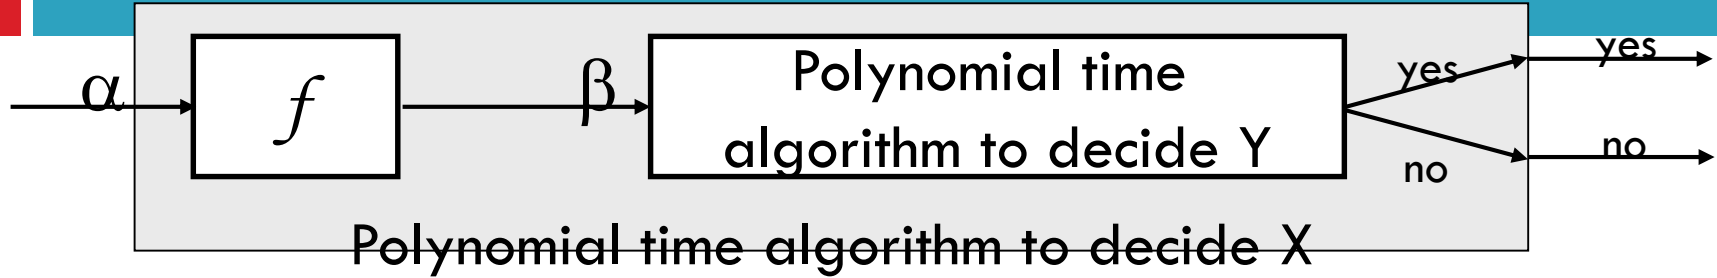 α
f
β
Polynomial time
algorithm to decide Y
yes
no
yes
no
Polynomial time algorithm to decide X